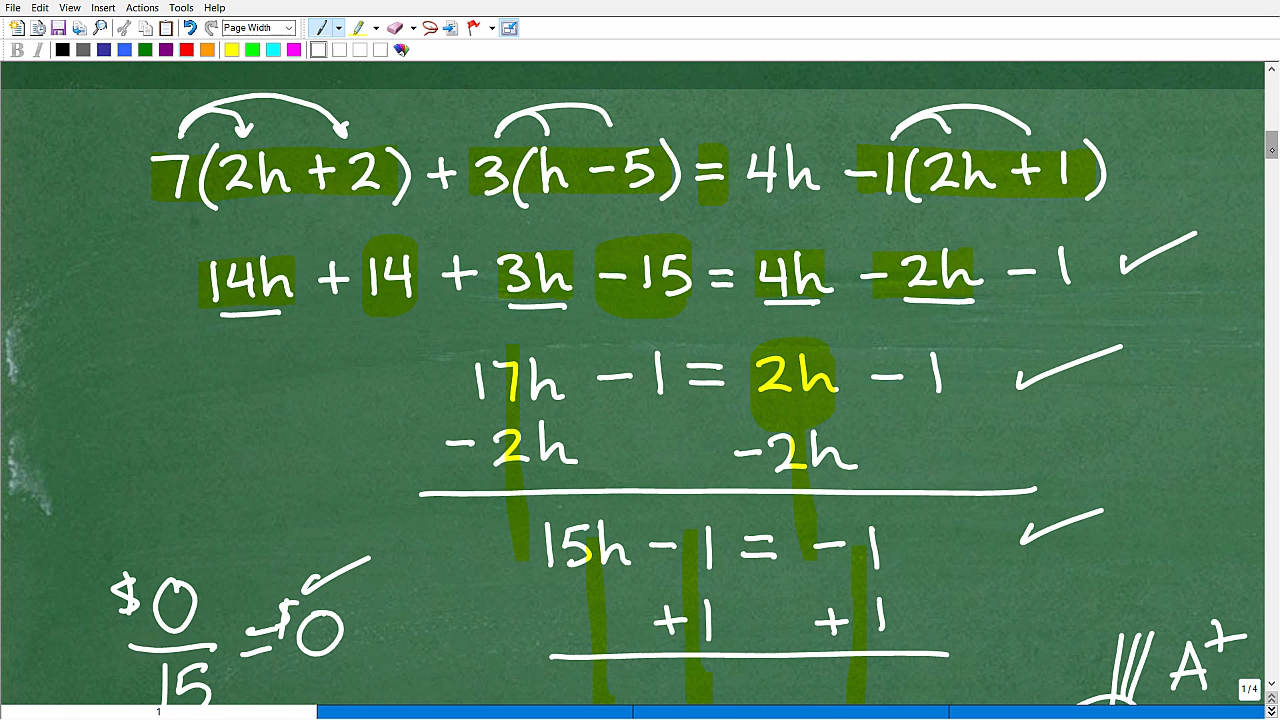 File Edit View Insert Actions Tools Help
Page Width
B I
7(2h + 2) + 3(h - 5) = 4h - 1(2h + 1)
14h + 14 + 3h - 15 = 4h - 2h - 1
17h - 1 = 2h - 1
- 2h - 2h
15h - 1 = - 1
+ 1 + 1
$0 = $0
15
A+
1/4
1